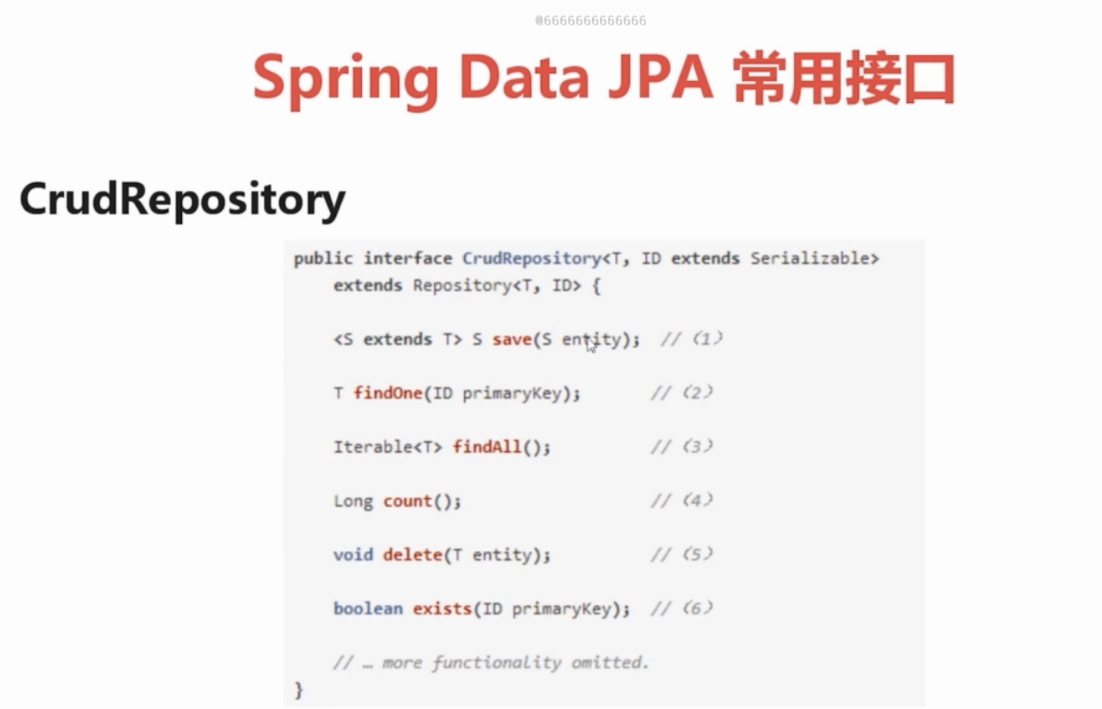 @6666666666666
Spring Data JPA 常用接口
CrudRepository
public interface CrudRepository<T, ID extends Serializable>
    extends Repository<T, ID> {
    <S extends T> S save(S entity);  // (1)
    T findOne(ID primaryKey);       // (2)
    Iterable<T> findAll();          // (3)
    Long count();                   // (4)
    void delete(T entity);          // (5)
    boolean exists(ID primaryKey);  // (6)
    // … more functionality omitted.
}